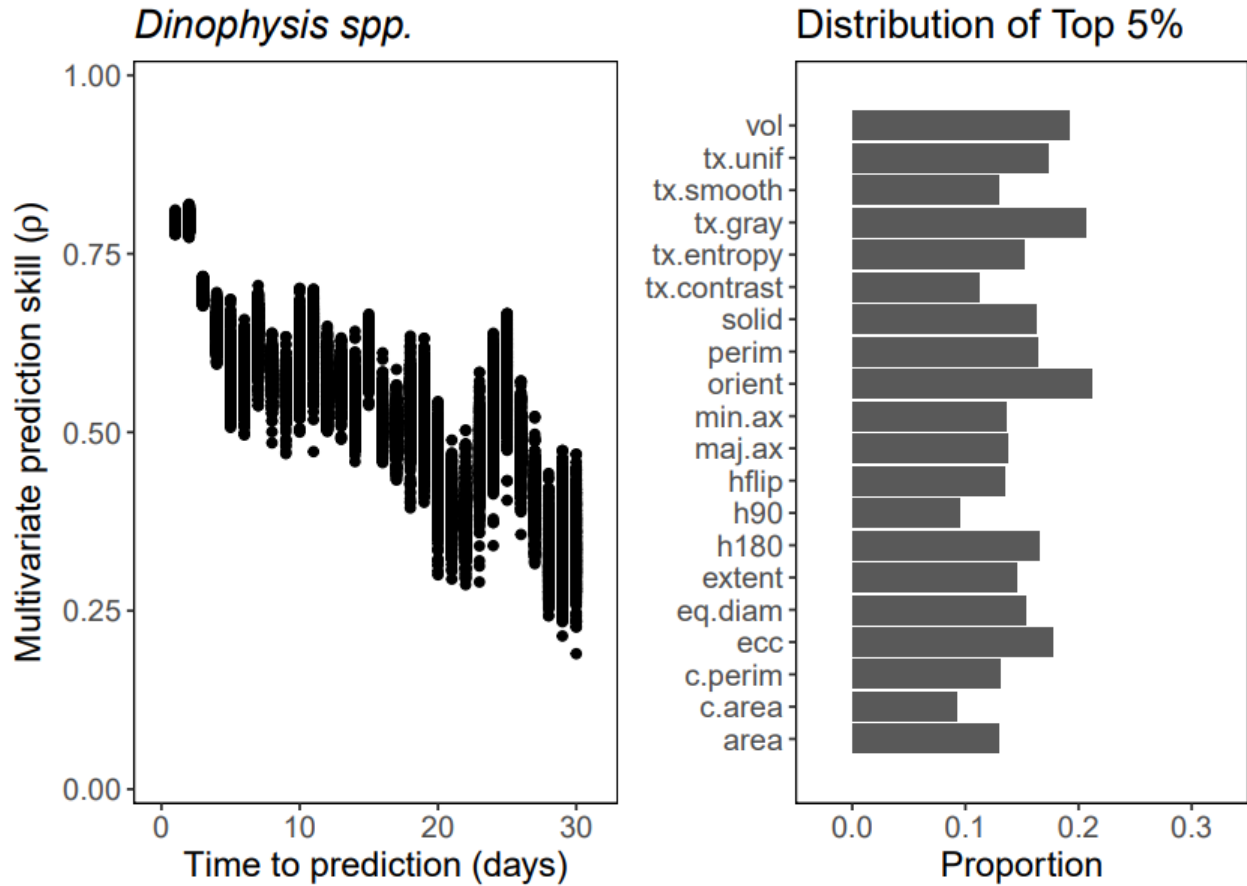 Dinophysis spp.
Multivariate prediction skill (ρ)
1.00
0.75
0.50
0.25
0.00
0
10
20
30
Time to prediction (days)
Distribution of Top 5%
vol
tx.unif
tx.smooth
tx.gray
tx.entropy
tx.contrast
solid
perim
orient
min.ax
maj.ax
hflip
h90
h180
extent
eq.diam
ecc
c.perim
c.area
area
0.0
0.1
0.2
0.3
Proportion